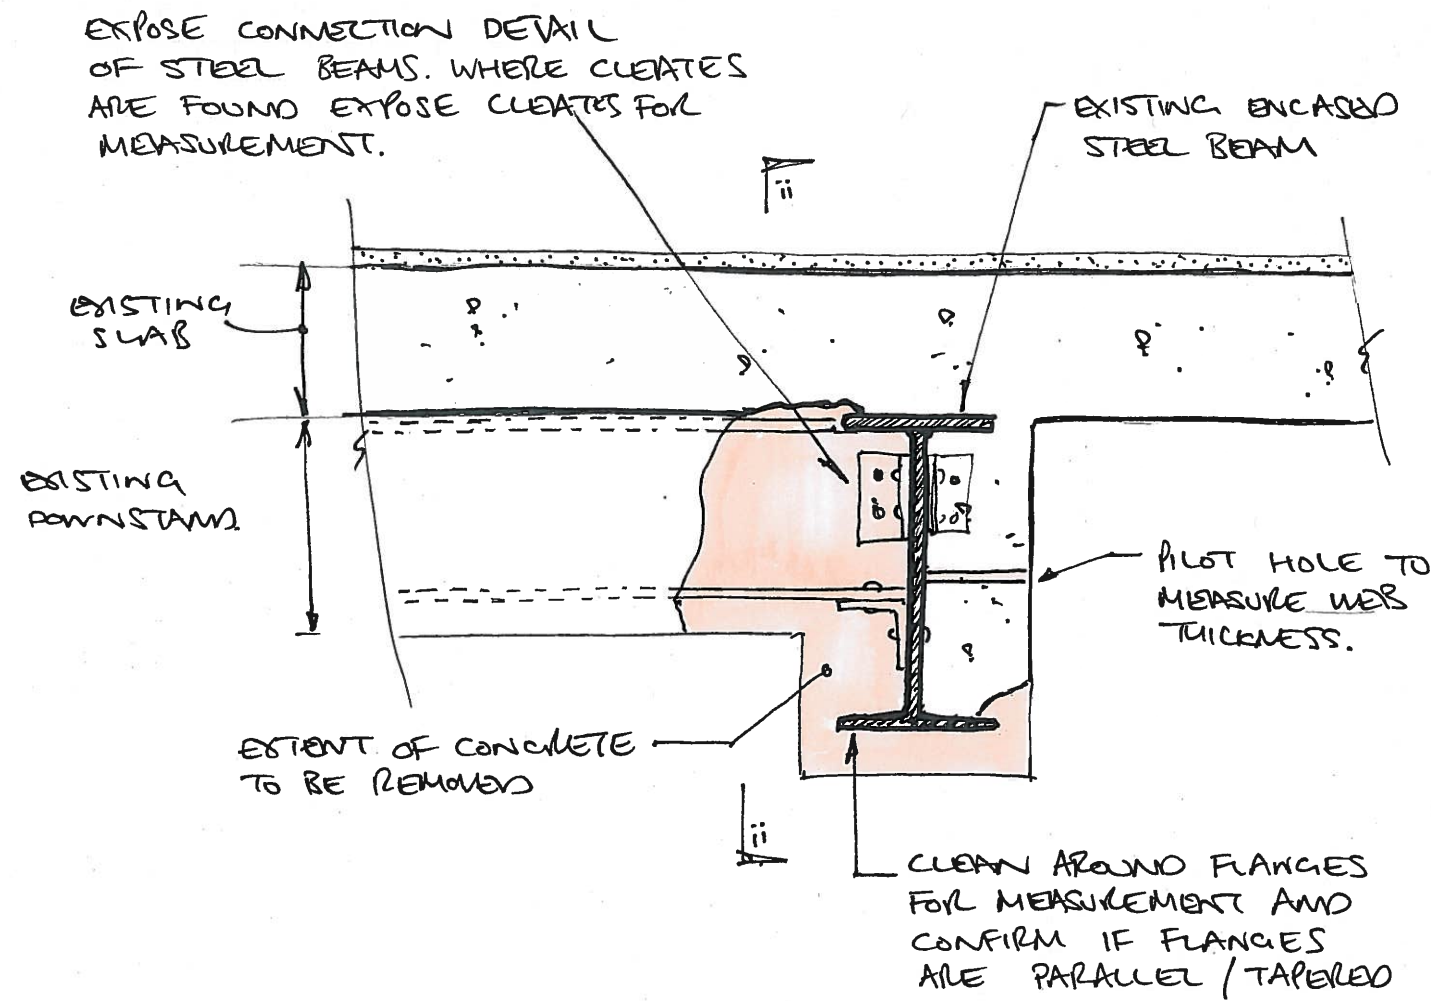 EXPOSE CONNECTION DETAIL
OF STEEL BEAMS. WHERE CLEATES
ARE FOUND EXPOSE CLEATES FOR
MEASUREMENT.
EXISTING ENCASED
STEEL BEAM
ii
EXISTING
SLAB
EXISTING
DOWNSTAND.
PILOT HOLE TO
MEASURE WEB
THICKNESS.
EXTENT OF CONCRETE
TO BE REMOVED
ii
CLEAN AROUND FLANGES
FOR MEASUREMENT AND
CONFIRM IF FLANGES
ARE PARALLEL / TAPERED